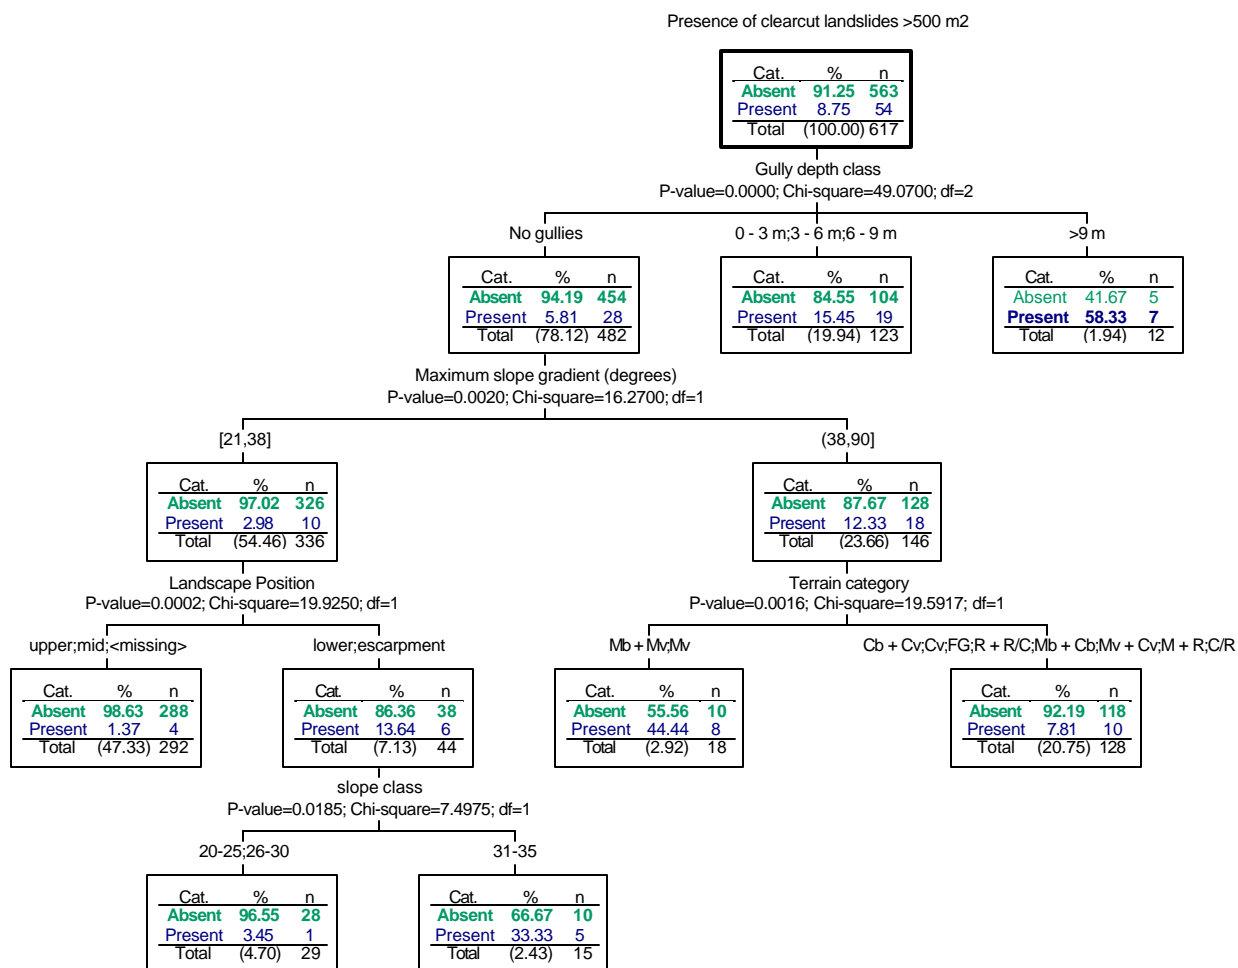 Presence of clearcut landslides >500 m2
Cat. % n
Absent 91.25 563
Present 8.75 54
Total (100.00) 617
Gully depth class
P-value=0.0000; Chi-square=49.0700; df=2
No gullies
Cat. % n
Absent 94.19 454
Present 5.81 28
Total (78.12) 482
0 - 3 m;3 - 6 m;6 - 9 m
Cat. % n
Absent 84.55 104
Present 15.45 19
Total (19.94) 123
>9 m
Cat. % n
Absent 41.67 5
Present 58.33 7
Total (1.94) 12
Maximum slope gradient (degrees)
P-value=0.0020; Chi-square=16.2700; df=1
[21,38]
Cat. % n
Absent 97.02 326
Present 2.98 10
Total (54.46) 336
(38,90]
Cat. % n
Absent 87.67 128
Present 12.33 18
Total (23.66) 146
Landscape Position
P-value=0.0002; Chi-square=19.9250; df=1
Terrain category
P-value=0.0016; Chi-square=19.5917; df=1
upper;mid;<missing>
Cat. % n
Absent 98.63 288
Present 1.37 4
Total (47.33) 292
lower;escarpment
Cat. % n
Absent 86.36 38
Present 13.64 6
Total (7.13) 44
Mb + Mv;Mv
Cat. % n
Absent 55.56 10
Present 44.44 8
Total (2.92) 18
Cb + Cv;Cv;FG;R + R/C;Mb + Cb;Mv + Cv;M + R;C/R
Cat. % n
Absent 92.19 118
Present 7.81 10
Total (20.75) 128
slope class
P-value=0.0185; Chi-square=7.4975; df=1
20-25;26-30
Cat. % n
Absent 96.55 28
Present 3.45 1
Total (4.70) 29
31-35
Cat. % n
Absent 66.67 10
Present 33.33 5
Total (2.43) 15